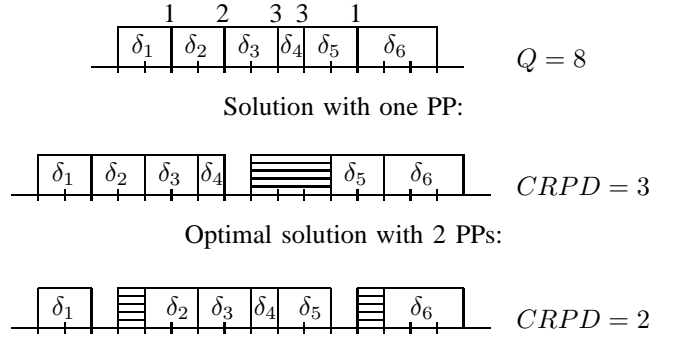 1 2 3 3 1
δ1 δ2 δ3 δ4 δ5 δ6 Q = 8
Solution with one PP:
δ1 δ2 δ3 δ4 δ5 δ6 CRPD = 3
Optimal solution with 2 PPs:
δ1 δ2 δ3 δ4 δ5 δ6 CRPD = 2